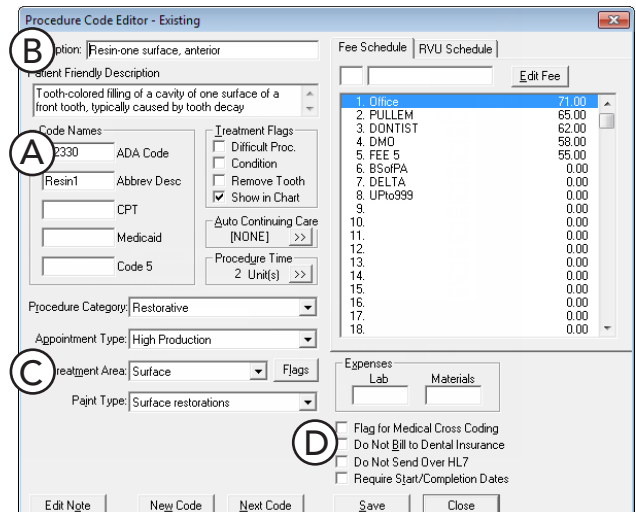 Procedure Code Editor - Existing
B ption: Resin-one surface, anterior
atient Friendly Description
Tooth-colored filling of a cavity of one surface of a
front tooth, typically caused by tooth decay
Code Names
A 2330 ADA Code
Resin1 Abbrev Desc
CPT
Medicaid
Code 5
Treatment Flags
Difficult Proc.
Condition
Remove Tooth
Show in Chart
Auto Continuing Care
[NONE] >>
Procedure Time
2 Unit(s) >>
Procedure Category: Restorative
Appointment Type: High Production
C reatment Area: Surface Flags
Paint Type: Surface restorations
Fee Schedule RVU Schedule
Edit Fee
1. Office 71.00
2. PULLEM 65.00
3. DONTIST 62.00
4. DMO 58.00
5. FEE 5 55.00
6. BSofPA 0.00
7. DELTA 0.00
8. UPto999 0.00
9. 0.00
10. 0.00
11. 0.00
12. 0.00
13. 0.00
14. 0.00
15. 0.00
16. 0.00
17. 0.00
18. 0.00
Expenses
Lab Materials
Flag for Medical Cross Coding
D Do Not Bill to Dental Insurance
Do Not Send Over HL7
Require Start/Completion Dates
Edit Note New Code Next Code Save Close